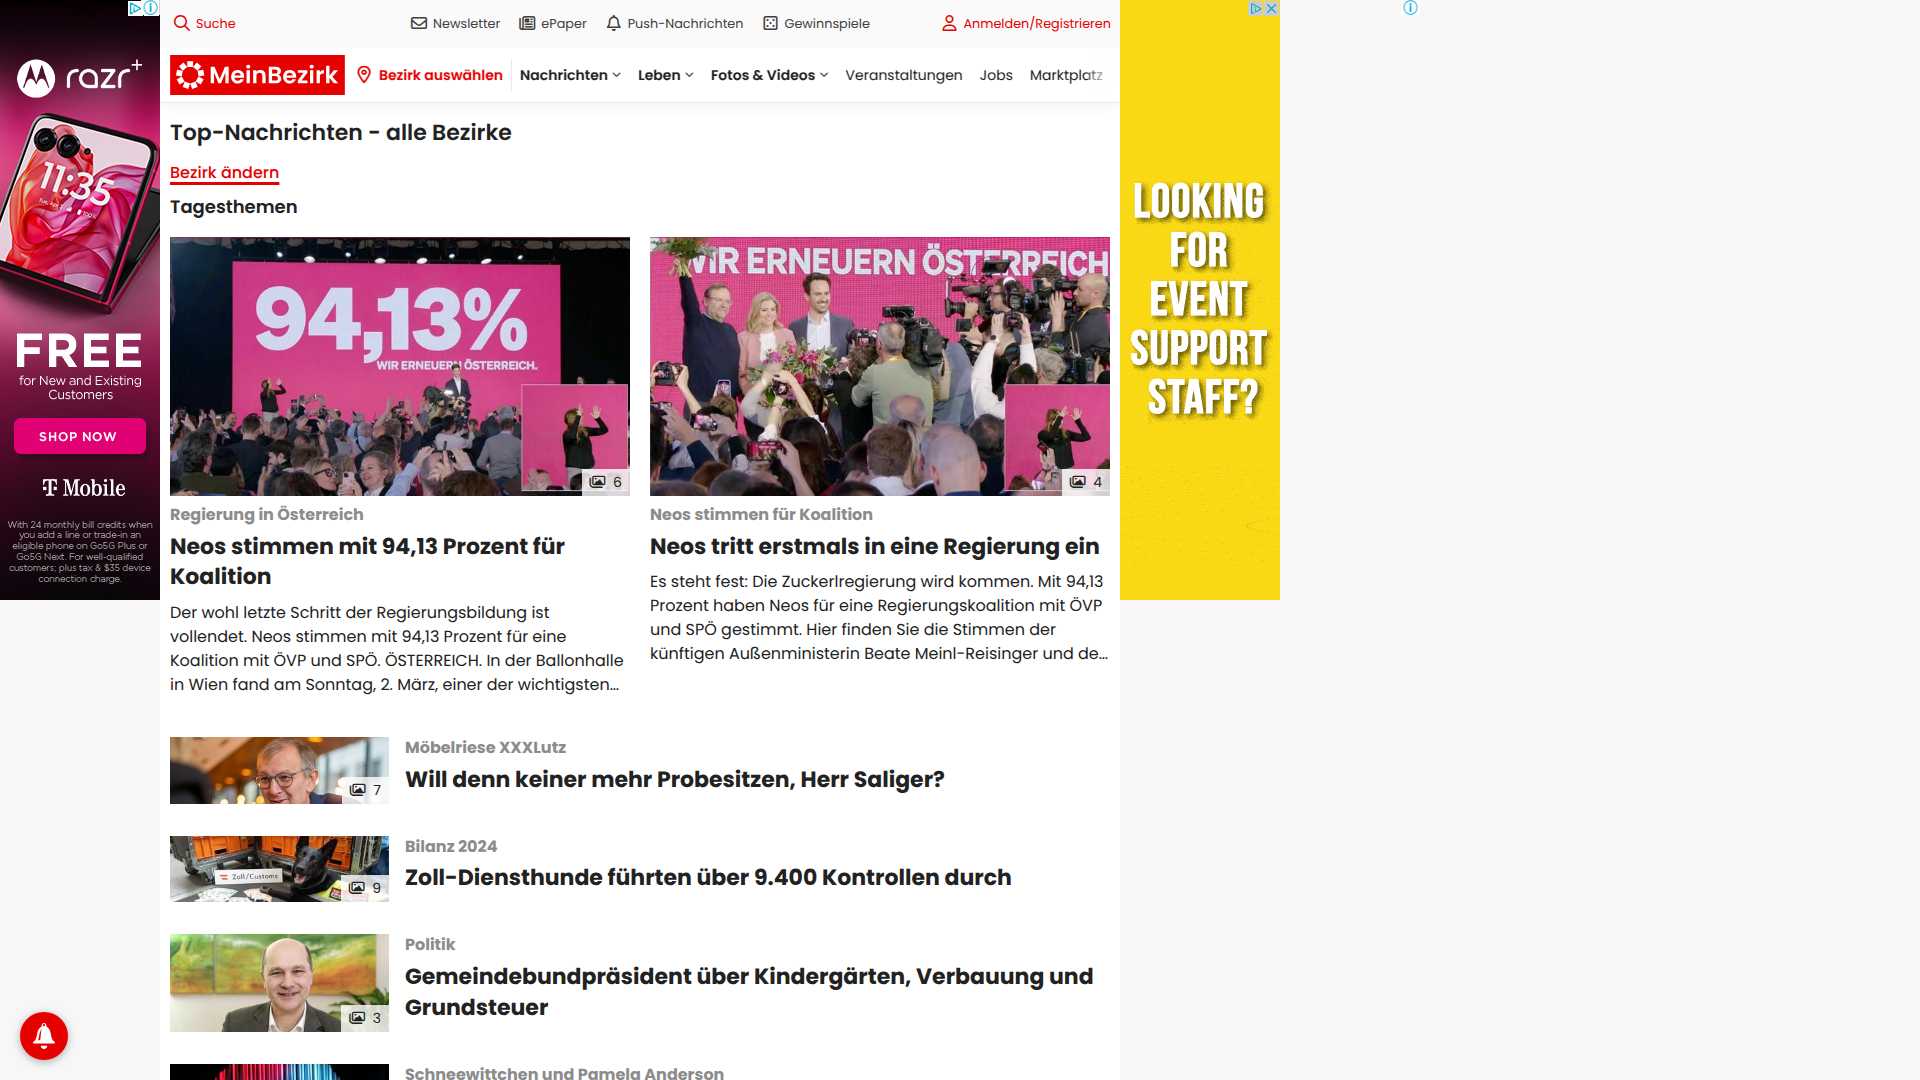 Suche
Newsletter
ePaper
Push-Nachrichten
Gewinnspiele
Anmelden/Registrieren
MeinBezirk
Bezirk auswählen
Nachrichten
Leben
Fotos & Videos
Veranstaltungen
Jobs
Marktplatz
Top-Nachrichten - alle Bezirke
Bezirk ändern
Tagesthemen
94,13%
WIR ERNEUERN ÖSTERREICH.
6
Regierung in Österreich
Neos stimmen mit 94,13 Prozent für
Koalition
Der wohl letzte Schritt der Regierungsbildung ist
vollendet. Neos stimmen mit 94,13 Prozent für eine
Koalition mit ÖVP und SPÖ. ÖSTERREICH. In der Ballonhalle
in Wien fand am Sonntag, 2. März, einer der wichtigsten...
WIR ERNEUERN ÖSTERREICH
4
Neos stimmen für Koalition
Neos tritt erstmals in eine Regierung ein
Es steht fest: Die Zuckerlregierung wird kommen. Mit 94,13
Prozent haben Neos für eine Regierungskoalition mit ÖVP
und SPÖ gestimmt. Hier finden Sie die Stimmen der
künftigen Außenministerin Beate Meinl-Reisinger und de...
7
Möbelriese XXXLutz
Will denn keiner mehr Probesitzen, Herr Saliger?
Zoll/Customs
9
Bilanz 2024
Zoll-Diensthunde führten über 9.400 Kontrollen durch
3
Politik
Gemeindebundpräsident über Kindergärten, Verbauung und
Grundsteuer
Schneewittchen und Pamela Anderson
razr+
11:35
FREE
for New and Existing
Customers
SHOP NOW
T Mobile
With 24 monthly bill credits when
you add a line or trade-in an
eligible phone on Go5G Plus or
Go5G Next. For well-qualified
customers; plus tax & $35 device
connection charge.
LOOKING
FOR
EVENT
SUPPORT
STAFF?